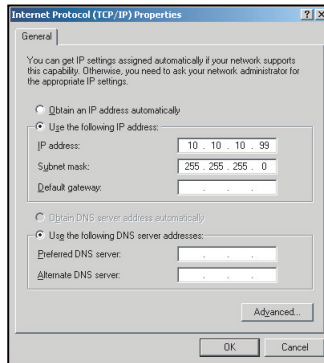 Internet Protocol (TCP/IP) Properties
General
You can get IP settings assigned automatically if your network supports
this capability. Otherwise, you need to ask your network administrator for
the appropriate IP settings.
Obtain an IP address automatically
Use the following IP address:
IP address: 10 . 10 . 10 . 99
Subnet mask: 255 . 255 . 255 . 0
Default gateway: . . .
Obtain DNS server address automatically
Use the following DNS server addresses:
Preferred DNS server: . . .
Alternate DNS server: . . .
Advanced...
OK Cancel